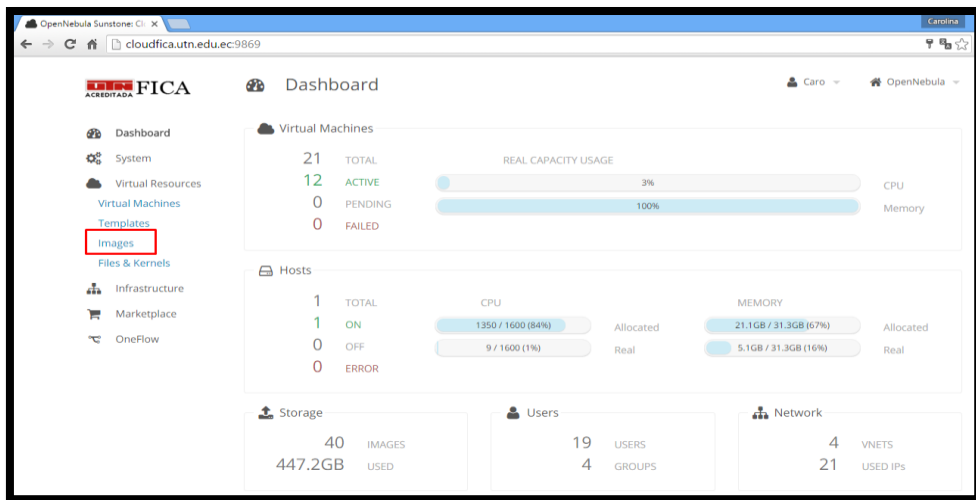 OpenNebula Sunstone: Cl
Carolina
cloudfica.utn.edu.ec:9869
UTN FICA
ACREDITADA
Dashboard
Caro
OpenNebula
Dashboard
System
Virtual Resources
Virtual Machines
Templates
Images
Files & Kernels
Infrastructure
Marketplace
OneFlow
Virtual Machines
21 TOTAL
REAL CAPACITY USAGE
12 ACTIVE
3% CPU
0 PENDING
100% Memory
0 FAILED
Hosts
1 TOTAL
CPU
MEMORY
1 ON
1350 / 1600 (84%) Allocated
21.1GB / 31.3GB (67%) Allocated
0 OFF
9 / 1600 (1%) Real
5.1GB / 31.3GB (16%) Real
0 ERROR
Storage
40 IMAGES
447.2GB USED
Users
19 USERS
4 GROUPS
Network
4 VNETS
21 USED IPs